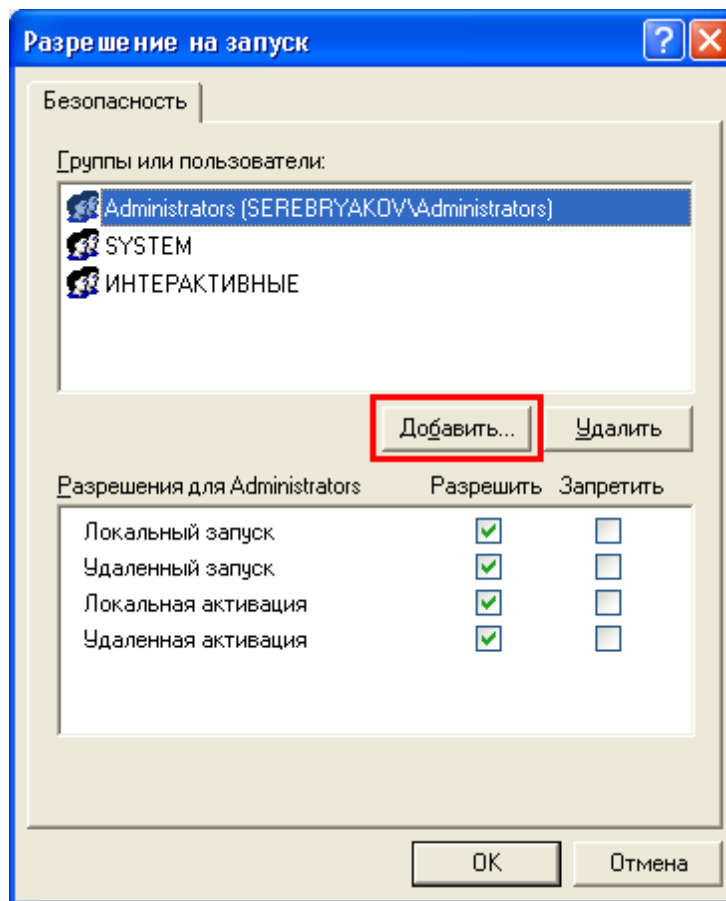 Разрешение на запуск
Безопасность
Группы или пользователи:
Administrators (SEREBRYAKOV\Administrators)
SYSTEM
ИНТЕРАКТИВНЫЕ
Добавить... Удалить
Разрешения для Administrators Разрешить Запретить
Локальный запуск
Удаленный запуск
Локальная активация
Удаленная активация
OK Отмена